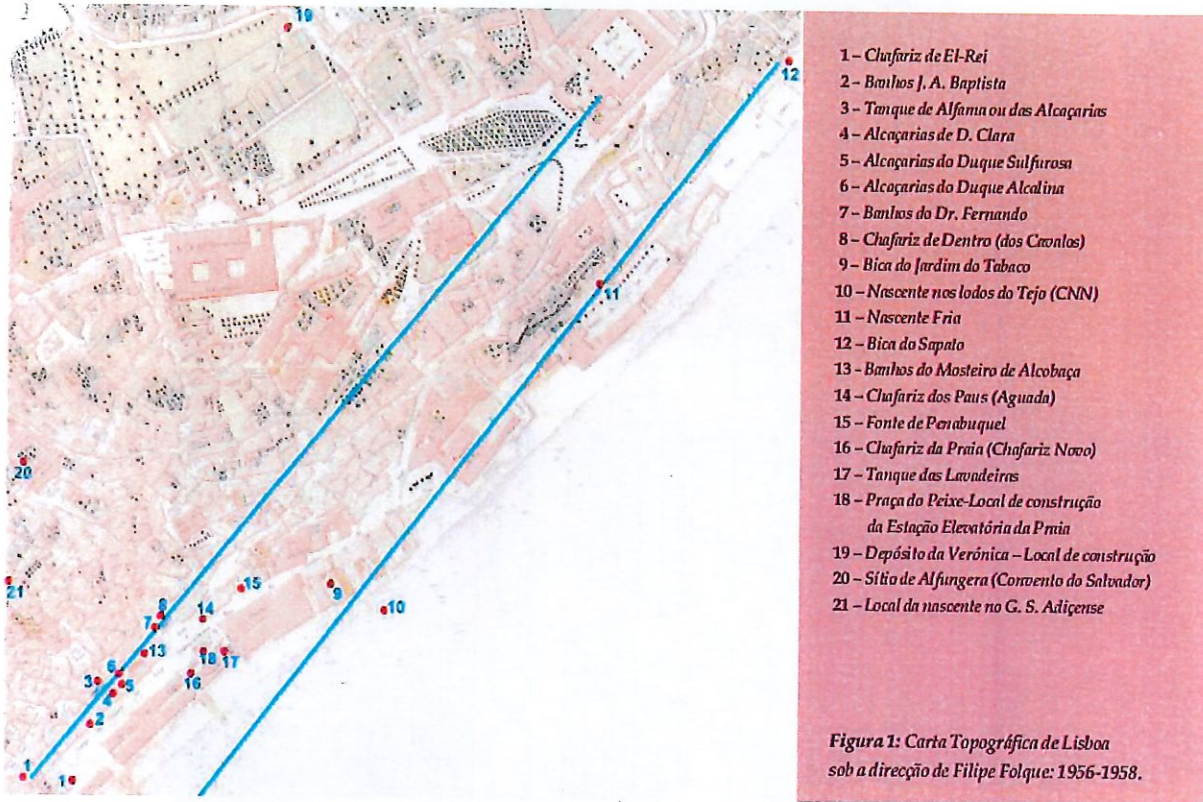 19
12
11
20
21
15
9
10
8
14
7
13
18
17
6
3
5
16
4
2
1
1
1 – Chafariz de El-Rei
2 – Banhos J. A. Baptista
3 – Tanque de Alfama ou das Alcaçarias
4 – Alcaçarias de D. Clara
5 – Alcaçarias do Duque Sulfurosa
6 – Alcaçarias do Duque Alcalina
7 – Banhos do Dr. Fernando
8 – Chafariz de Dentro (dos Cavalos)
9 – Bica do Jardim do Tabaco
10 – Nascente nos lodos do Tejo (CNN)
11 – Nascente Fria
12 – Bica do Sapato
13 – Banhos do Mosteiro de Alcobaça
14 – Chafariz dos Paus (Aguada)
15 – Fonte de Penabuquel
16 – Chafariz da Praia (Chafariz Novo)
17 – Tanque das Lavadeiras
18 – Praça do Peixe-Local de construção
da Estação Elevatória da Praia
19 – Depósito da Verónica – Local de construção
20 – Sítio de Alfungera (Convento do Salvador)
21 – Local da nascente no G. S. Adiçense
Figura 1: Carta Topográfica de Lisboa
sob a direcção de Filipe Folque: 1956-1958.